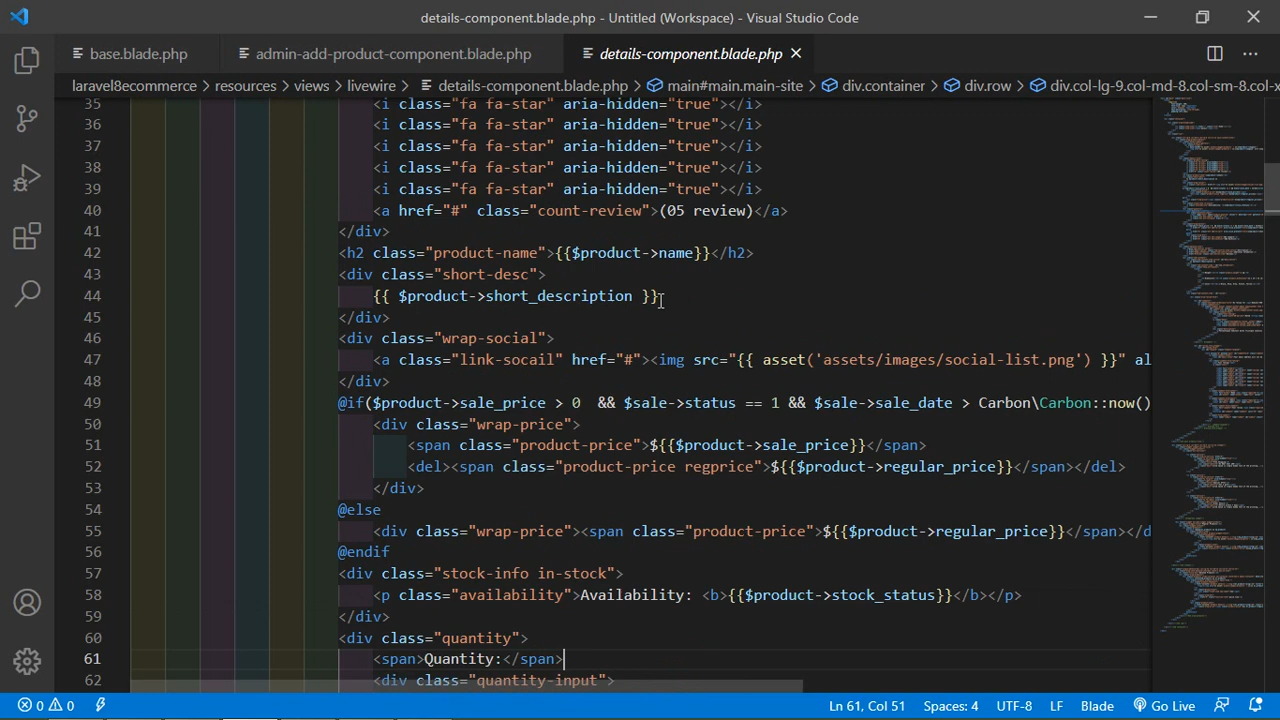 details-component.blade.php - Untitled (Workspace) - Visual Studio Code
base.blade.php admin-add-product-component.blade.php details-component.blade.php
laravel8ecommerce > resources > views > livewire > details-component.blade.php > main#main.main-site > div.container > div.row > div.col-lg-9.col-md-8.col-sm-8.col-x
35 <i class="fa fa-star" aria-hidden="true"></i>
36 <i class="fa fa-star" aria-hidden="true"></i>
37 <i class="fa fa-star" aria-hidden="true"></i>
38 <i class="fa fa-star" aria-hidden="true"></i>
39 <i class="fa fa-star" aria-hidden="true"></i>
40 <a href="#" class="count-review">(05 review)</a>
41 </div>
42 <h2 class="product-name">{{$product->name}}</h2>
43 <div class="short-desc">
44 {{ $product->short_description }}
45 </div>
46 <div class="wrap-social">
47 <a class="link-socail" href="#"><img src="{{ asset('assets/images/social-list.png') }}" al
48 </div>
49 @if($product->sale_price > 0 && $sale->status == 1 && $sale->sale_date > Carbon\Carbon::now()
50 <div class="wrap-price">
51 <span class="product-price">${{$product->sale_price}}</span>
52 <del><span class="product-price regprice">${{$product->regular_price}}</span></del>
53 </div>
54 @else
55 <div class="wrap-price"><span class="product-price">${{$product->regular_price}}</span></d
56 @endif
57 <div class="stock-info in-stock">
58 <p class="availability">Availability: <b>{{$product->stock_status}}</b></p>
59 </div>
60 <div class="quantity">
61 <span>Quantity:</span>
62 <div class="quantity-input">
0 0 Ln 61, Col 51 Spaces: 4 UTF-8 LF Blade Go Live